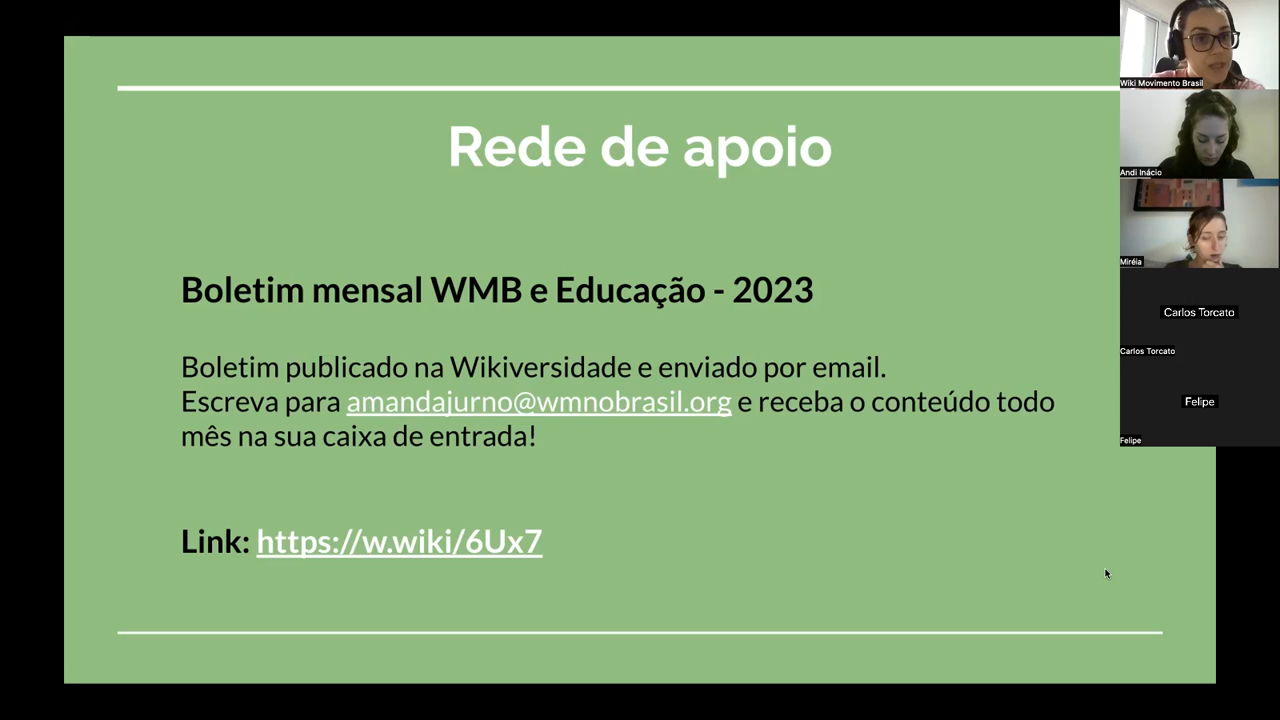 Rede de apoio
Boletim mensal WMB e Educação - 2023
Boletim publicado na Wikiversidade e enviado por email.
Escreva para amandajurno@wmnobrasil.org e receba o conteúdo todo
mês na sua caixa de entrada!
Link: https://w.wiki/6Ux7
Wiki Movimento Brasil
Andi Inácio
Miréia
Carlos Torcato
Carlos Torcato
Felipe
Felipe